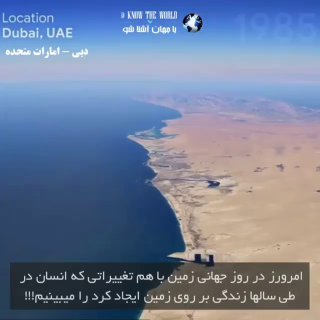 Location
Dubai, UAE
دبی - امارات متحده
KNOW THE WORLD
با جهان آشنا شو
1985
امرورز در روز جهانی زمین با هم تغییراتی که انسان در
طی سالها زندگی بر روی زمین ایجاد کرد را میبینیم!!!